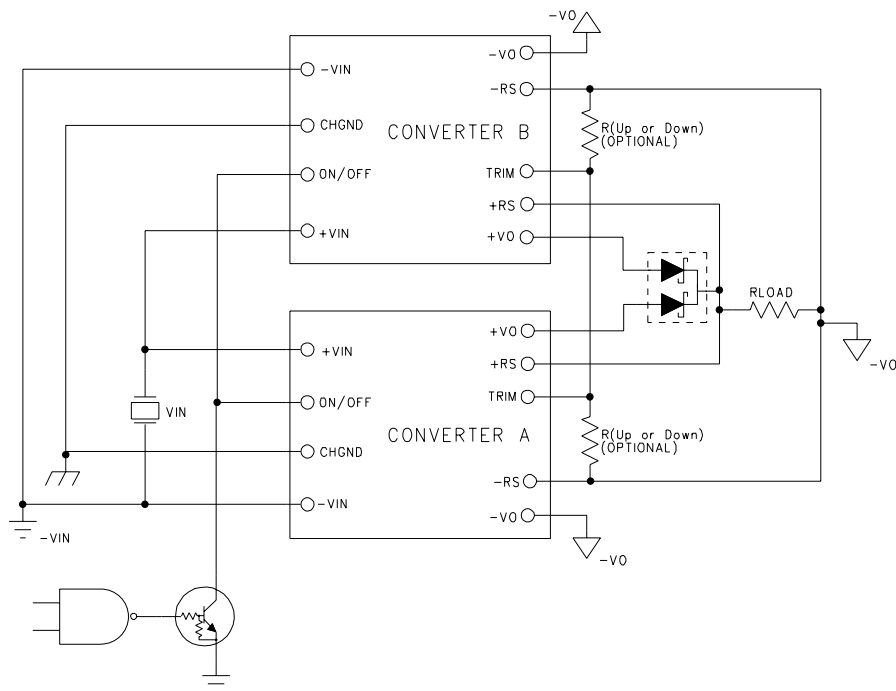 -VO
-VIN
-VO
-RS
CHGND
CONVERTER B
R(Up or Down)
(OPTIONAL)
ON/OFF
TRIM
+RS
+VIN
+VO
RLOAD
+VO
+VIN
+RS
-VO
ON/OFF
TRIM
VIN
CONVERTER A
R(Up or Down)
(OPTIONAL)
CHGND
-RS
-VIN
-VO
-VIN
-VO